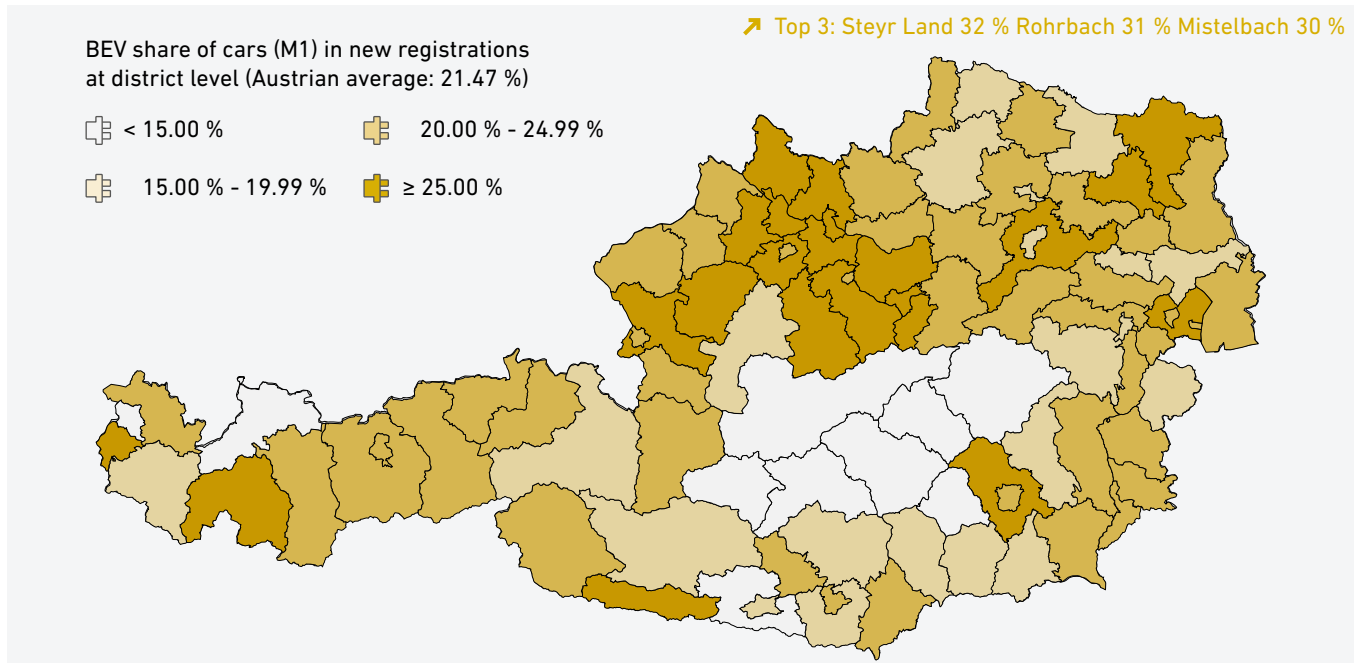 ↗ Top 3: Steyr Land 32 % Rohrbach 31 % Mistelbach 30 %
BEV share of cars (M1) in new registrations
at district level (Austrian average: 21.47 %)
< 15.00 %
20.00 % - 24.99 %
15.00 % - 19.99 %
≥ 25.00 %